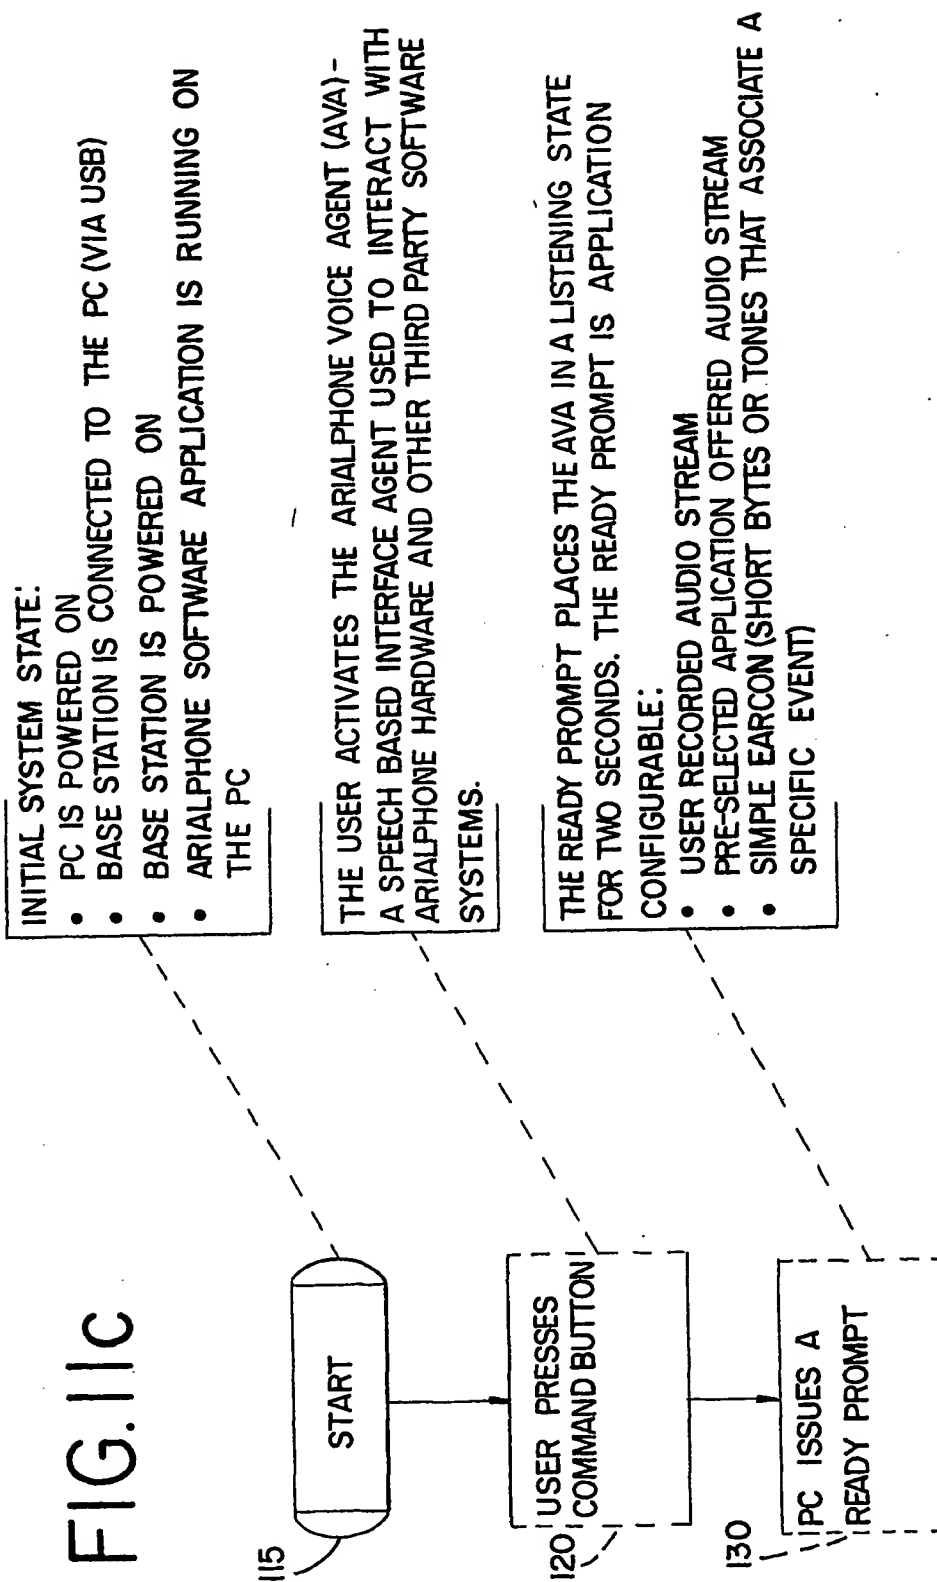 FIG. 11c
115
START
INITIAL SYSTEM STATE:
• PC IS POWERED ON
• BASE STATION IS CONNECTED TO THE PC (VIA USB)
• BASE STATION IS POWERED ON
• ARIALPHONE SOFTWARE APPLICATION IS RUNNING ON
THE PC
120
USER PRESSES
COMMAND BUTTON
THE USER ACTIVATES THE ARIALPHONE VOICE AGENT (AVA)-
A SPEECH BASED INTERFACE AGENT USED TO INTERACT WITH
ARIALPHONE HARDWARE AND OTHER THIRD PARTY SOFTWARE
SYSTEMS.
130
PC ISSUES A
READY PROMPT
THE READY PROMPT PLACES THE AVA IN A LISTENING STATE
FOR TWO SECONDS. THE READY PROMPT IS APPLICATION
CONFIGURABLE:
• USER RECORDED AUDIO STREAM
• PRE-SELECTED APPLICATION OFFERED AUDIO STREAM
• SIMPLE EARCON (SHORT BYTES OR TONES THAT ASSOCIATE A
SPECIFIC EVENT)